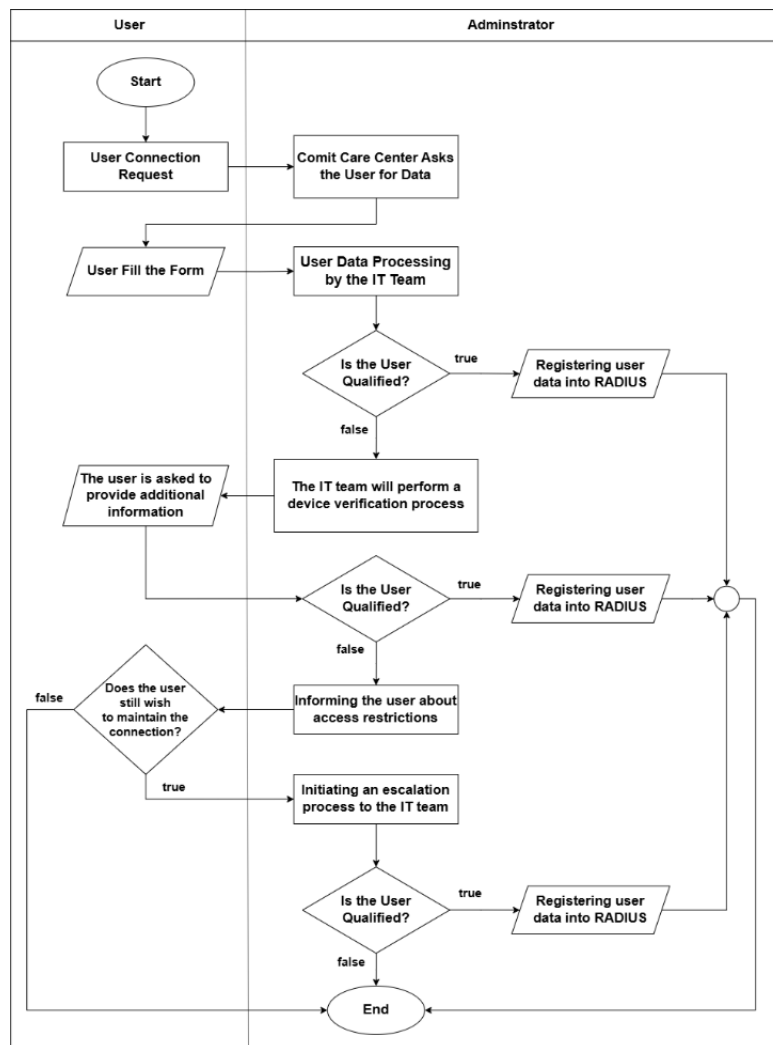 User
Adminstrator
Start
User Connection
Request
Comit Care Center Asks
the User for Data
User Fill the Form
User Data Processing
by the IT Team
Is the User
Qualified?
true
Registering user
data into RADIUS
false
The user is asked to
provide additional
information
The IT team will perform a
device verification process
Is the User
Qualified?
true
Registering user
data into RADIUS
false
false
Does the user
still wish
to maintain the
connection?
Informing the user about
access restrictions
true
Initiating an escalation
process to the IT team
Is the User
Qualified?
true
Registering user
data into RADIUS
false
End